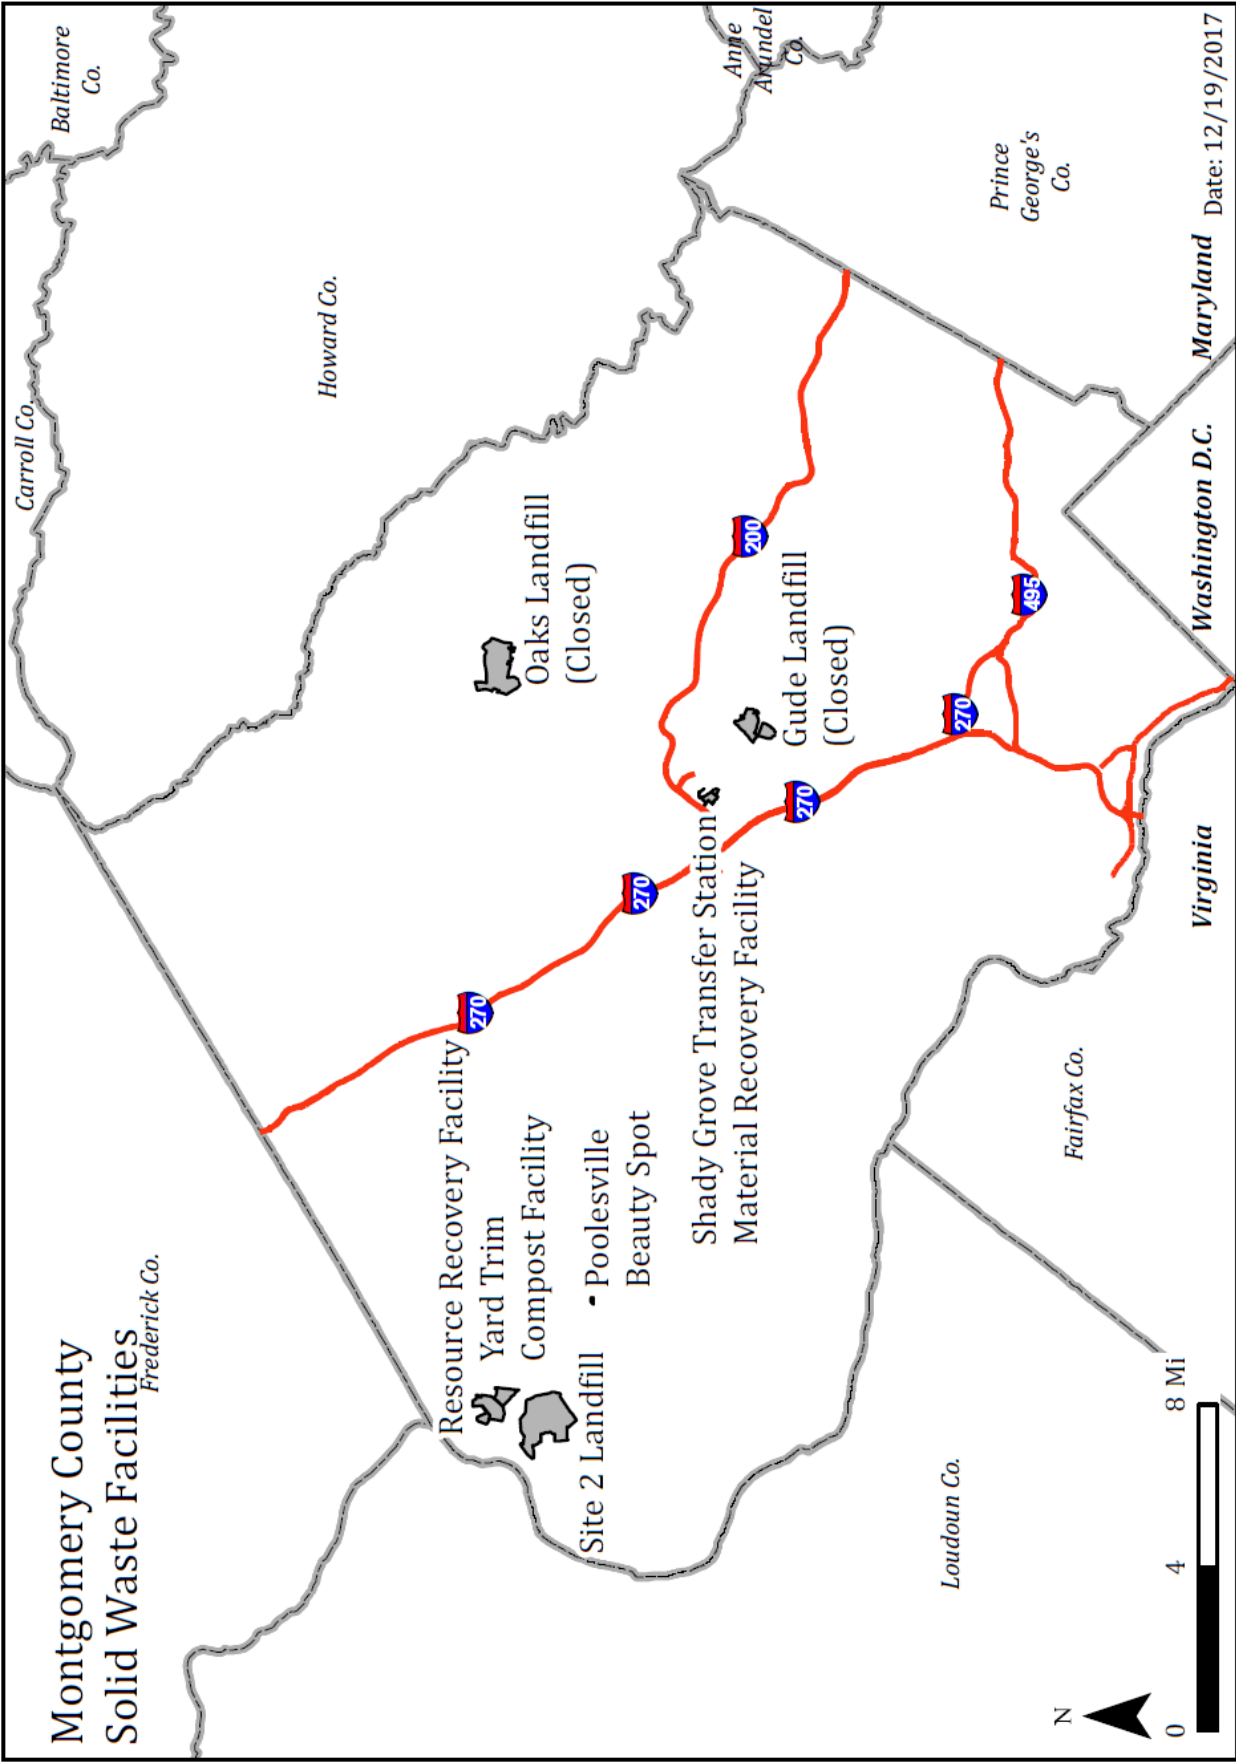 Montgomery County
Solid Waste Facilities
Frederick Co.
Carroll Co.
Baltimore
Co.
Howard Co.
Anne
Arundel
Co.
Resource Recovery Facility
Yard Trim
Compost Facility
Site 2 Landfill
Poolesville
Beauty Spot
270
270
270
270
Oaks Landfill
(Closed)
200
Gude Landfill
(Closed)
Shady Grove Transfer Station
Material Recovery Facility
495
Prince
George's
Co.
Loudoun Co.
Fairfax Co.
Virginia
Washington D.C.
Maryland
N
0 4 8 Mi
Date: 12/19/2017